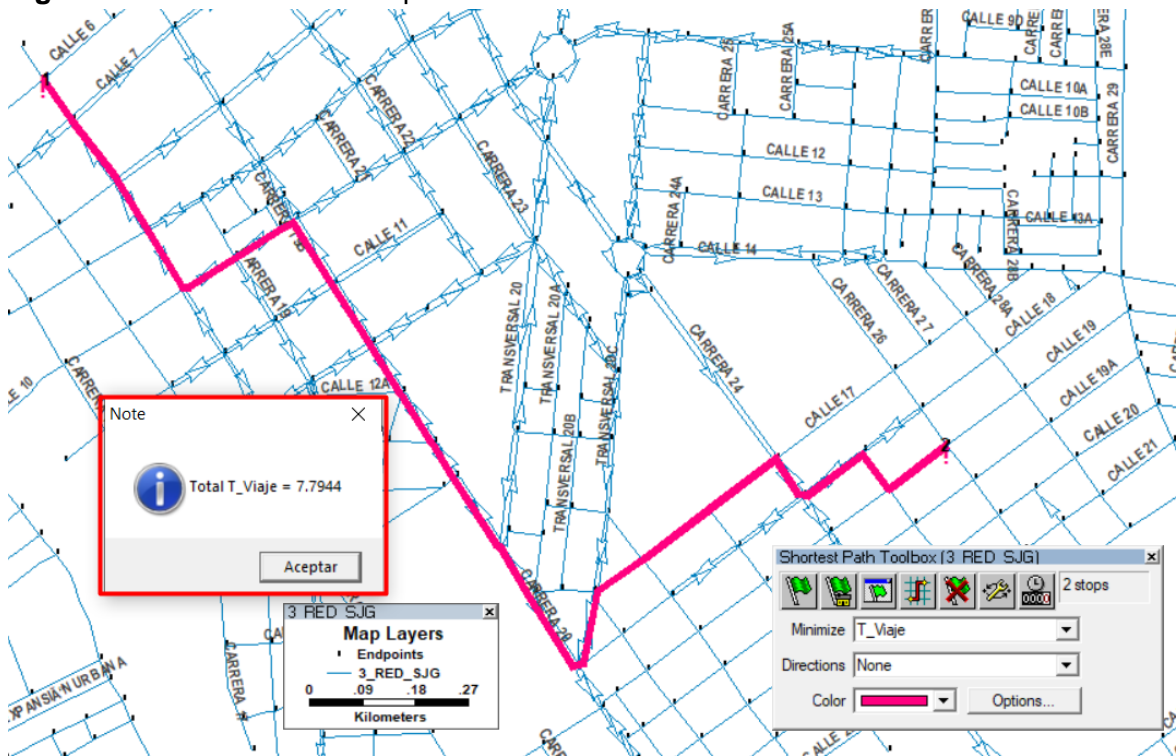 CALLE 6
CALLE 7
CARRERA 21
CARRERA 22
CARRERA 23
CALLE 11
CARRERA 19
CALLE 10
CALLE 12A
TRANSVERSAL 20
TRANSVERSAL 20A
TRANSVERSAL 20B
TRANSVERSAL 20C
CARRERA 20
CARRERA 25
CARRERA 25A
CALLE 9D
CARRERA 28E
CARRERA 29
CALLE 10A
CALLE 10B
CALLE 12
CALLE 13
CALLE 13A
CARRERA 24A
CALLE 14
CARRERA 28B
CARRERA 28A
CARRERA 27
CARRERA 26
CARRERA 24
CALLE 17
CALLE 18
CALLE 19
CALLE 19A
CALLE 20
CALLE 21
1
2
Note
Total T_Viaje = 7.7944
Aceptar
3 RED SJG
Map Layers
Endpoints
3_RED_SJG
0 .09 .18 .27
Kilometers
Shortest Path Toolbox (3 RED SJG)
2 stops
Minimize T_Viaje
Directions None
Color Options...